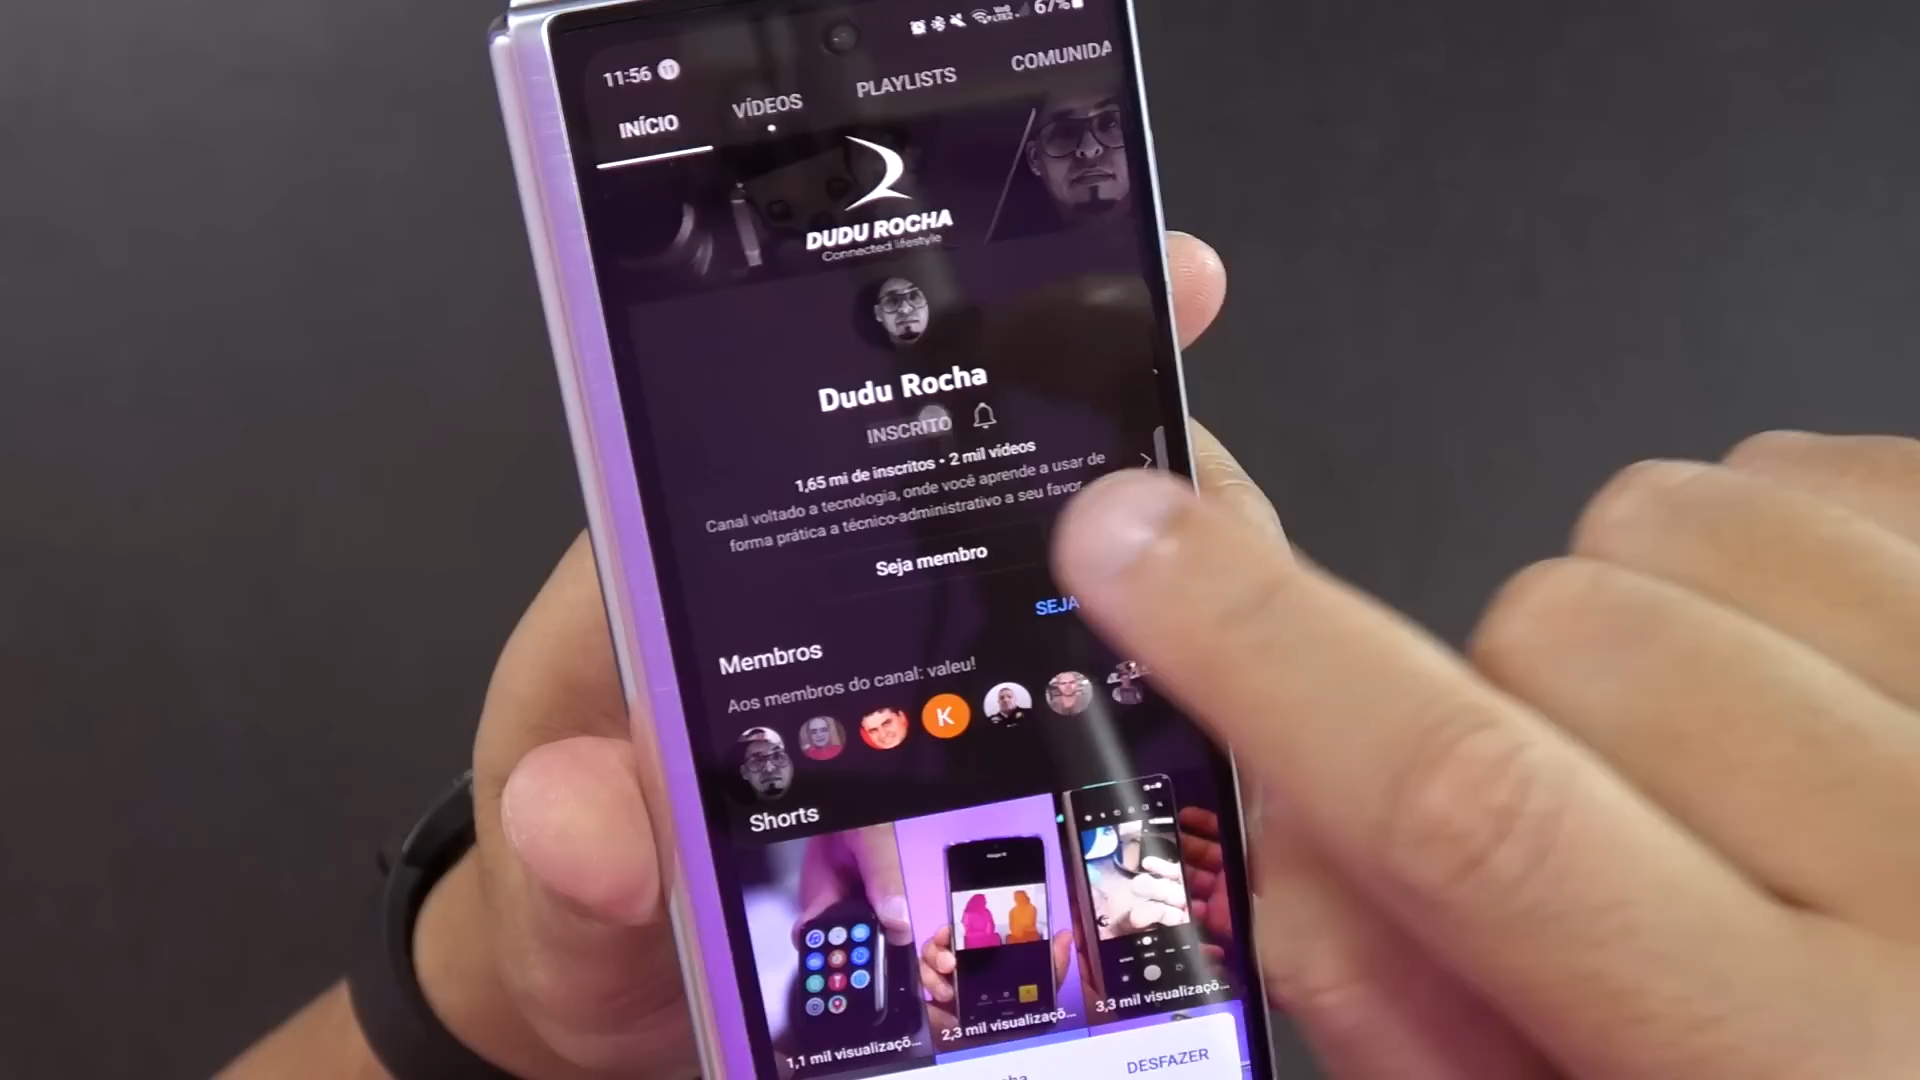 11:56
67%
INÍCIO
VÍDEOS
PLAYLISTS
COMUNIDA
DUDU ROCHA
Connected lifestyle
Dudu Rocha
INSCRITO
1,65 mi de inscritos • 2 mil vídeos
Canal voltado a tecnologia, onde você aprende a usar de
forma prática a técnico-administrativo a seu favor.
Seja membro
SEJA
Membros
Aos membros do canal: valeu!
K
Shorts
1,1 mil visualizaçõ...
2,3 mil visualizaçõ...
3,3 mil visualizaçõ...
DESFAZER